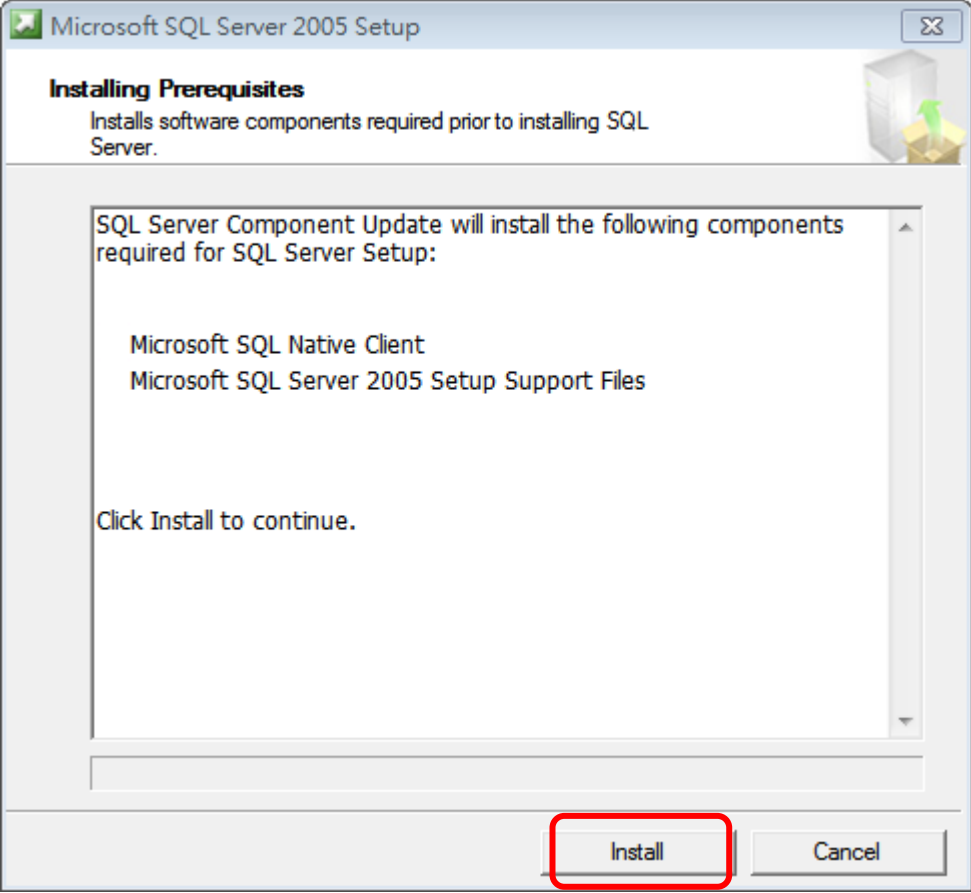 Microsoft SQL Server 2005 Setup
Installing Prerequisites
Installs software components required prior to installing SQL
Server.
SQL Server Component Update will install the following components
required for SQL Server Setup:
Microsoft SQL Native Client
Microsoft SQL Server 2005 Setup Support Files
Click Install to continue.
Install
Cancel